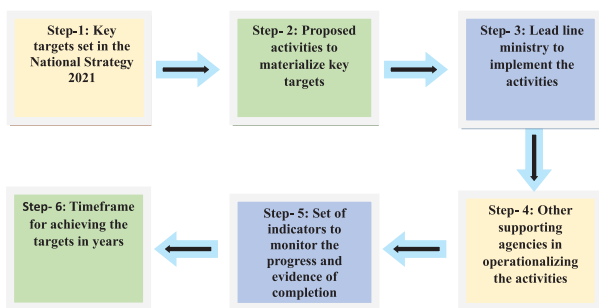 Step-1: Key
targets set in the
National Strategy
2021
Step- 2: Proposed
activities to
materialize key
targets
Step- 3: Lead line
ministry to
implement the
activities
Step- 4: Other
supporting
agencies in
operationalizing
the activities
Step- 5: Set of
indicators to
monitor the
progress and
evidence of
completion
Step- 6: Timeframe
for achieving the
targets in years